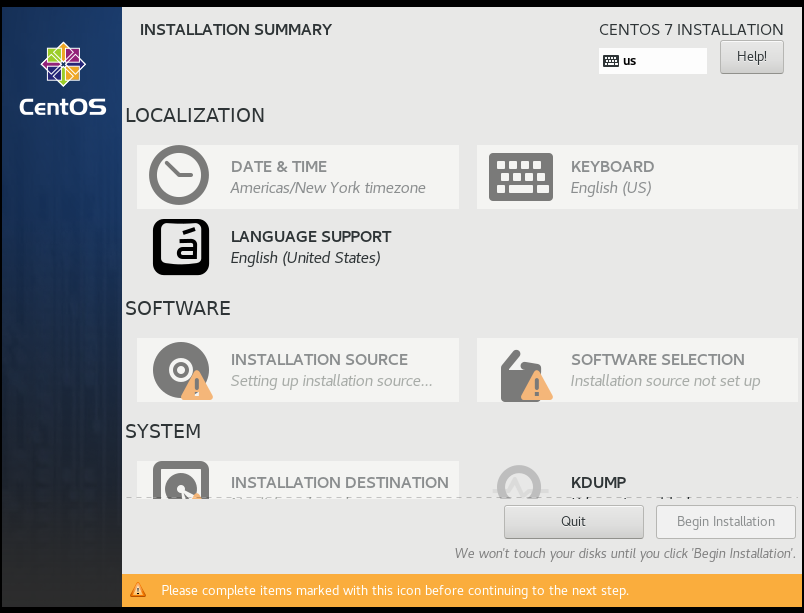 INSTALLATION SUMMARY
CENTOS 7 INSTALLATION
us
Help!
CentOS
LOCALIZATION
DATE & TIME
Americas/New York timezone
KEYBOARD
English (US)
á
LANGUAGE SUPPORT
English (United States)
SOFTWARE
INSTALLATION SOURCE
Setting up installation source...
SOFTWARE SELECTION
Installation source not set up
SYSTEM
INSTALLATION DESTINATION
KDUMP
Quit
Begin Installation
We won't touch your disks until you click 'Begin Installation'.
Please complete items marked with this icon before continuing to the next step.